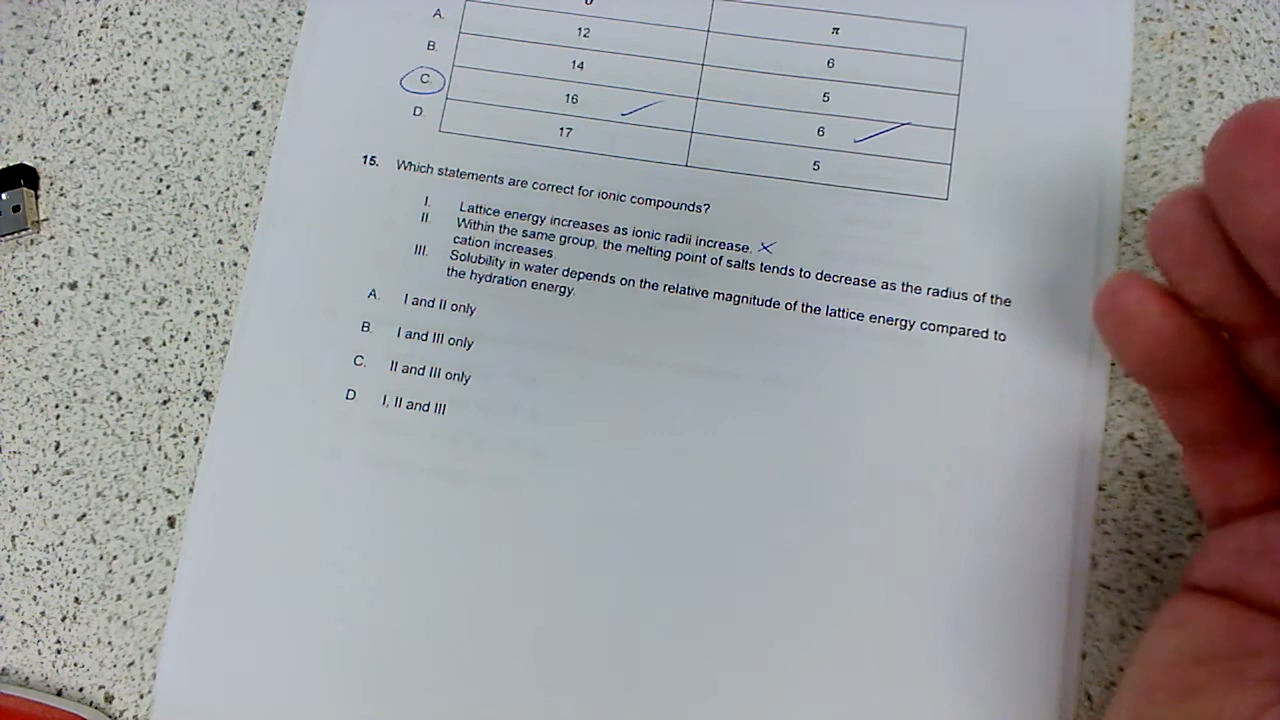 σ π
A. 12 6
B. 14 5
C. 16 6
D. 17 5
15. Which statements are correct for ionic compounds?
I. Lattice energy increases as ionic radii increase. ✗
II. Within the same group, the melting point of salts tends to decrease as the radius of the
cation increases.
III. Solubility in water depends on the relative magnitude of the lattice energy compared to
the hydration energy.
A. I and II only
B. I and III only
C. II and III only
D. I, II and III